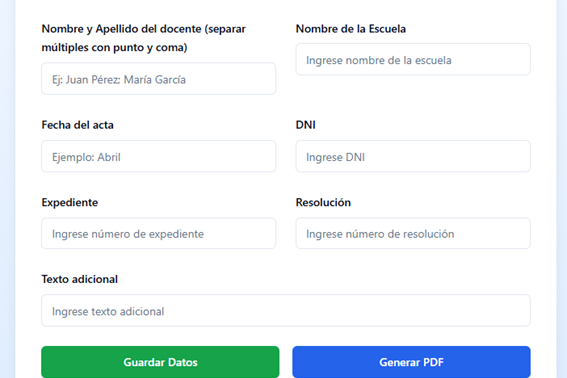 Nombre y Apellido del docente (separar
múltiples con punto y coma)
Ej: Juan Pérez; María García
Nombre de la Escuela
Ingrese nombre de la escuela
Fecha del acta
Ejemplo: Abril
DNI
Ingrese DNI
Expediente
Ingrese número de expediente
Resolución
Ingrese número de resolución
Texto adicional
Ingrese texto adicional
Guardar Datos
Generar PDF